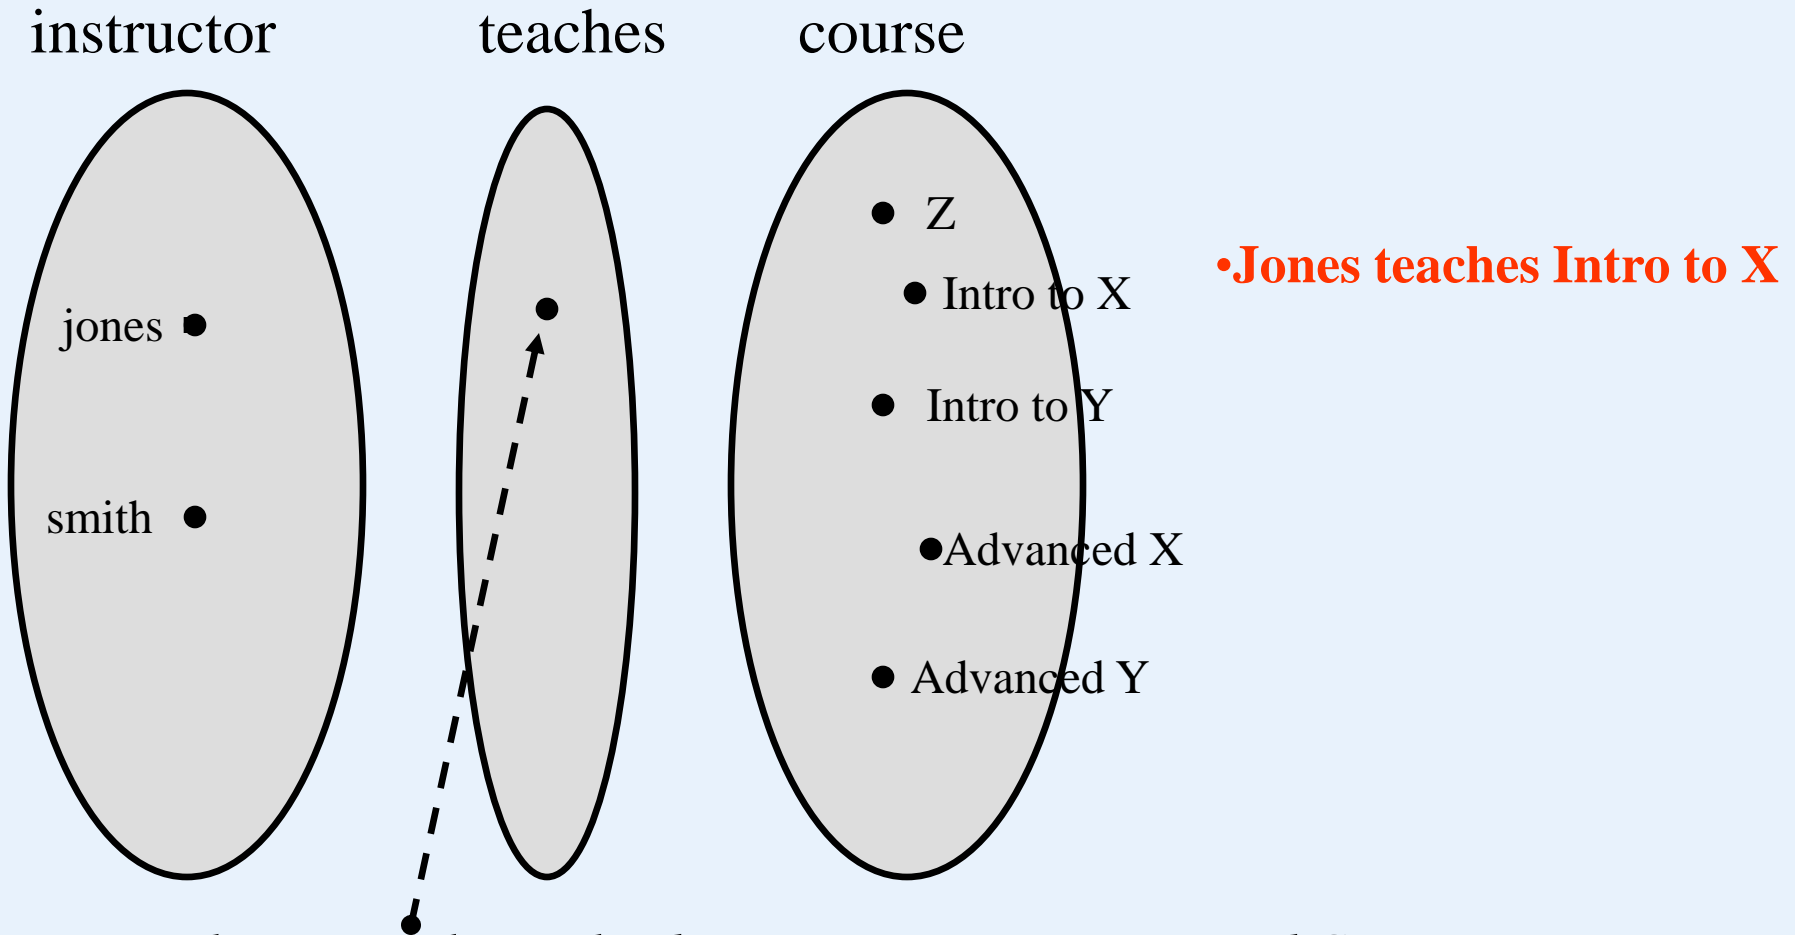 instructor teaches course
Z
•Jones teaches Intro to X
Intro to X
jones
Intro to Y
smith
Advanced X
Advanced Y